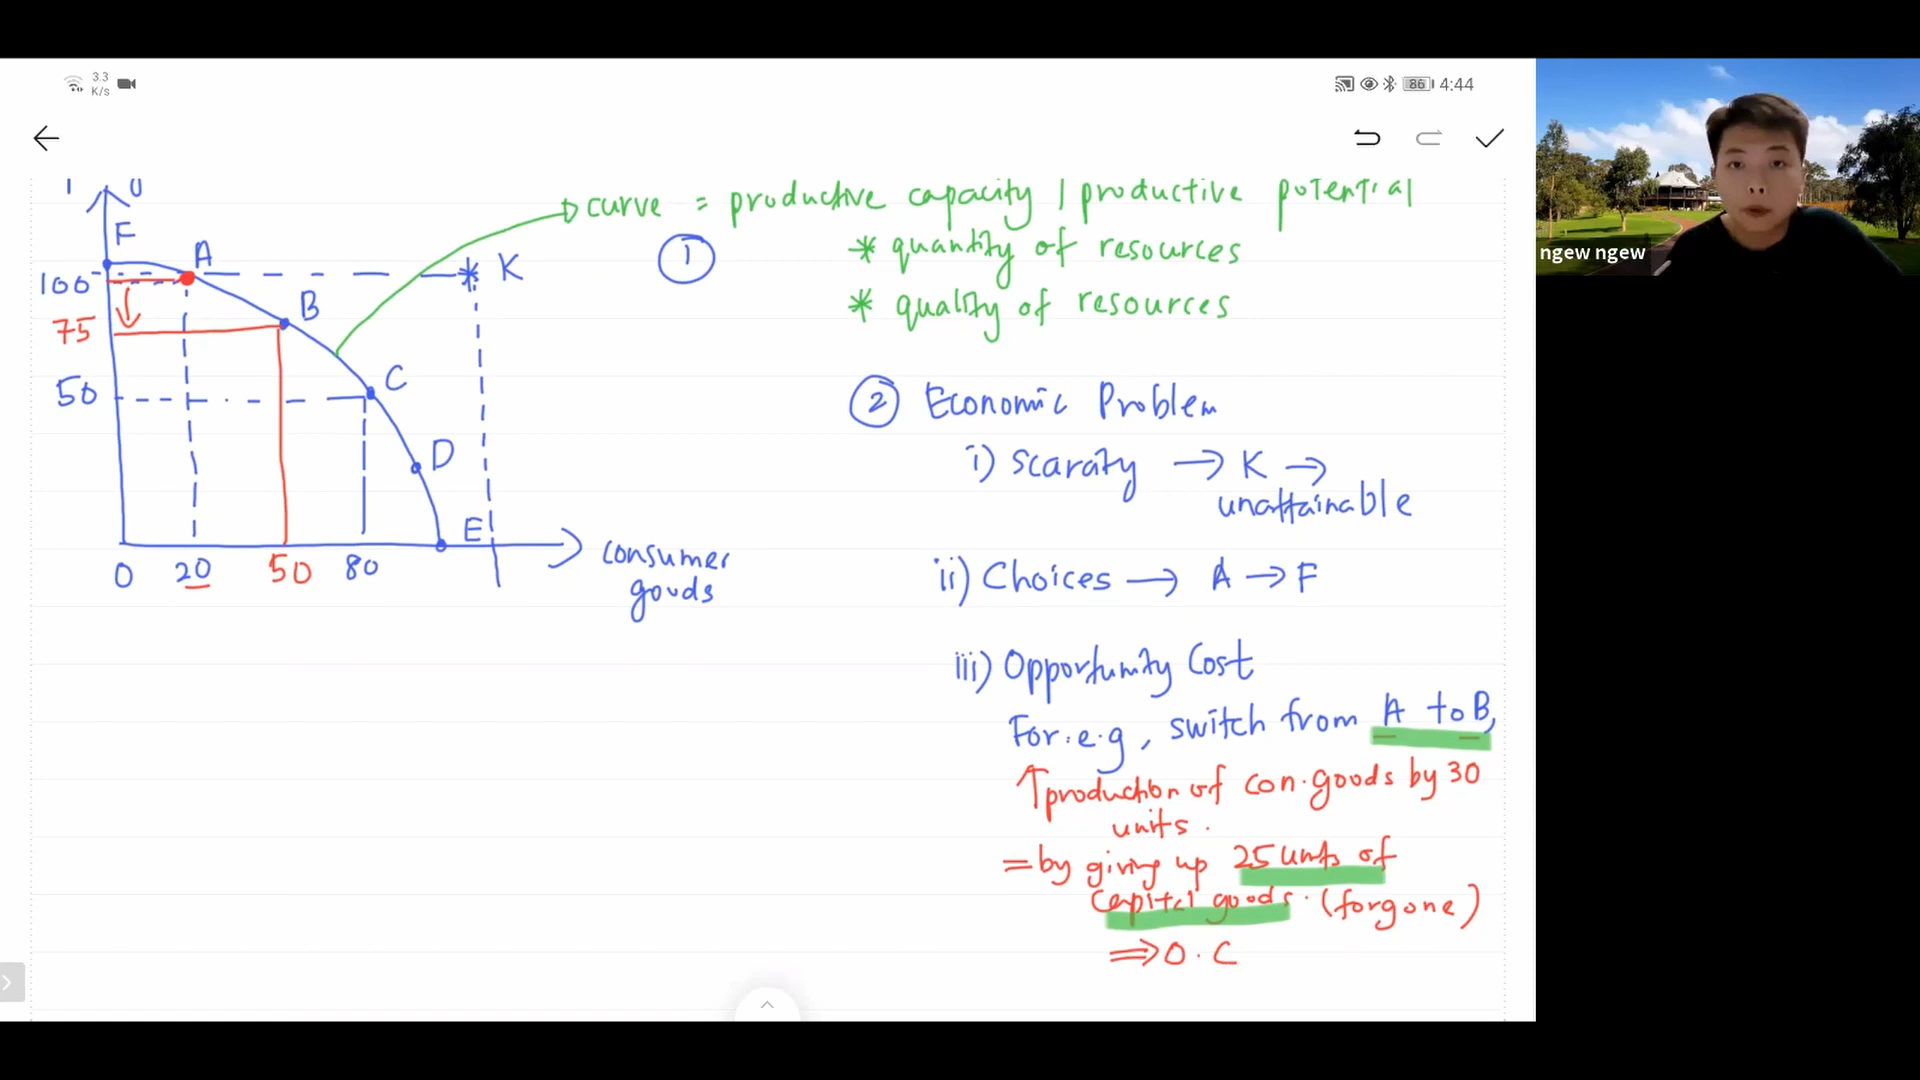 3.3
K/s
86 4:44
F
A
K
100
B
75
C
50
D
E
0 20 50 80
consumer
goods
curve = productive capacity / productive potential
1
* quantity of resources
* quality of resources
2 Economic Problem
i) Scarcity → K →
unattainable
ii) Choices → A → F
iii) Opportunity Cost
For e.g, switch from A to B,
↑ production of con. goods by 30
units.
= by giving up 25 units of
capital goods. (forgone)
⇒ O.C
ngew ngew